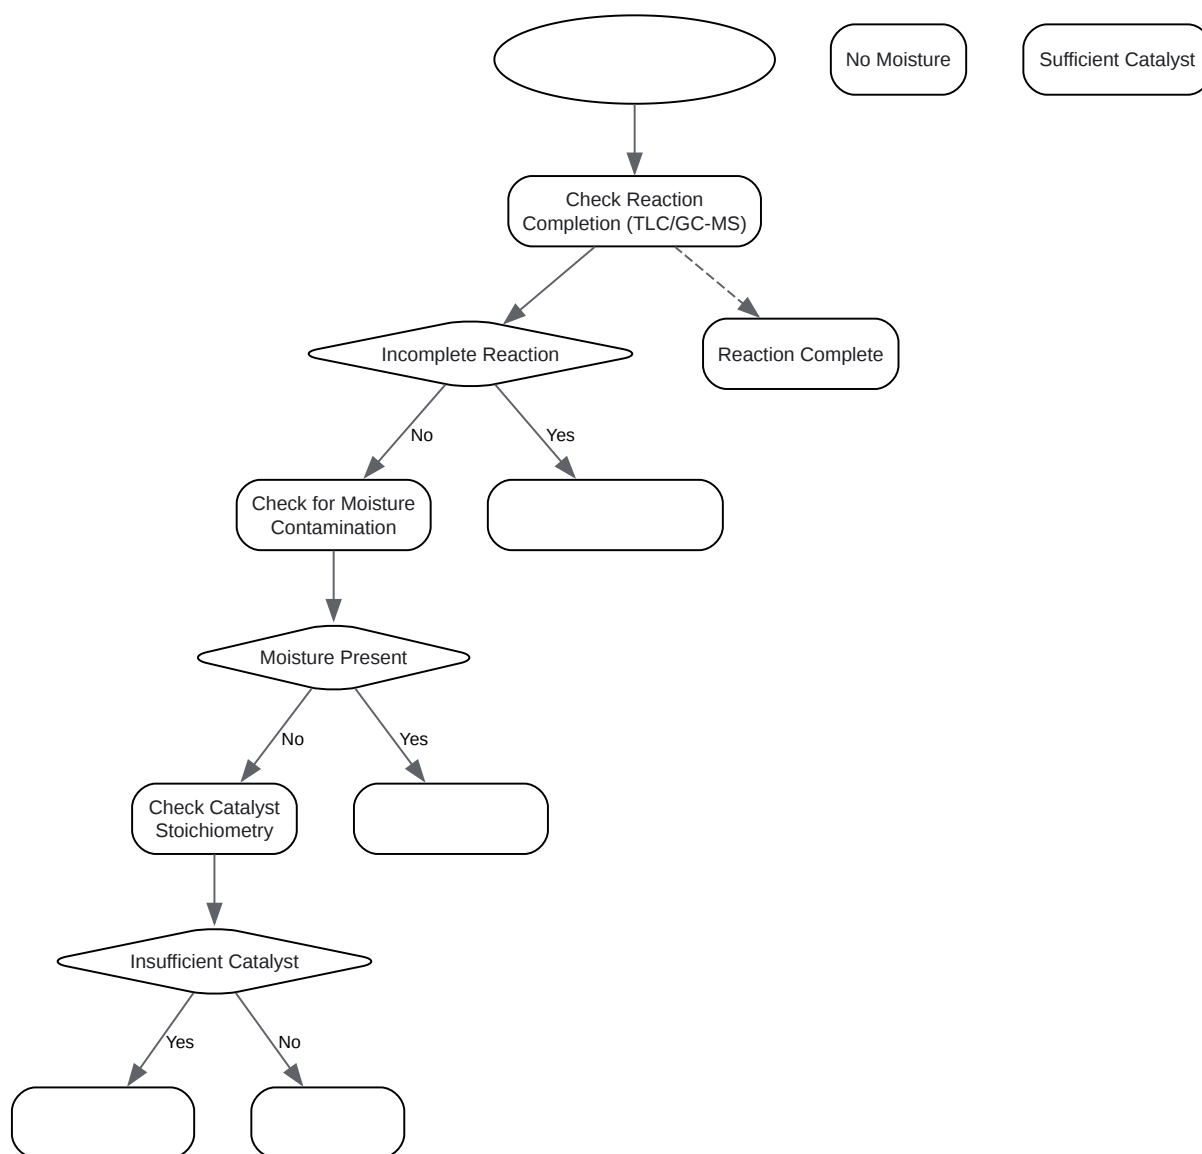 No Moisture
Sufficient Catalyst
Check Reaction
Completion (TLC/GC-MS)
Incomplete Reaction
Reaction Complete
No
Yes
Check for Moisture
Contamination
Moisture Present
No
Yes
Check Catalyst
Stoichiometry
Insufficient Catalyst
Yes
No